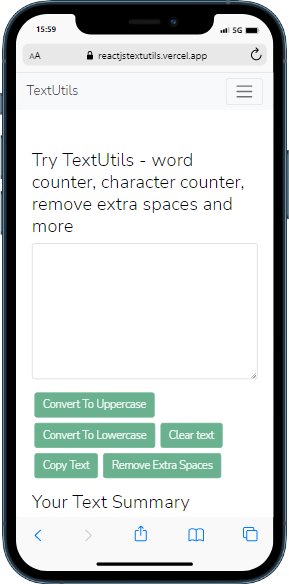 15:59
5G
AA reactjstextutils.vercel.app
TextUtils
Try TextUtils - word
counter, character counter,
remove extra spaces and
more
Convert To Uppercase
Convert To Lowercase Clear text
Copy Text Remove Extra Spaces
Your Text Summary